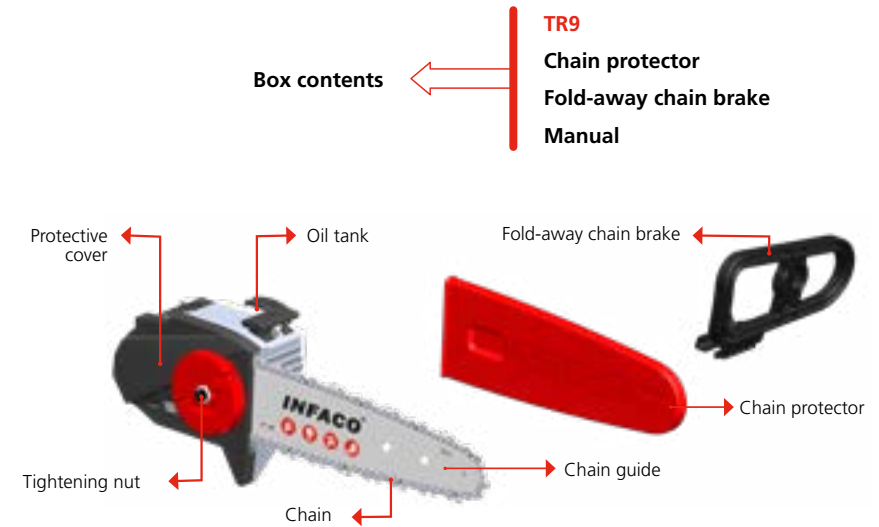 TR9
Chain protector
Box contents
Fold-away chain brake
Manual
Protective
cover
Oil tank
Fold-away chain brake
INFACO
Chain protector
Chain guide
Tightening nut
Chain